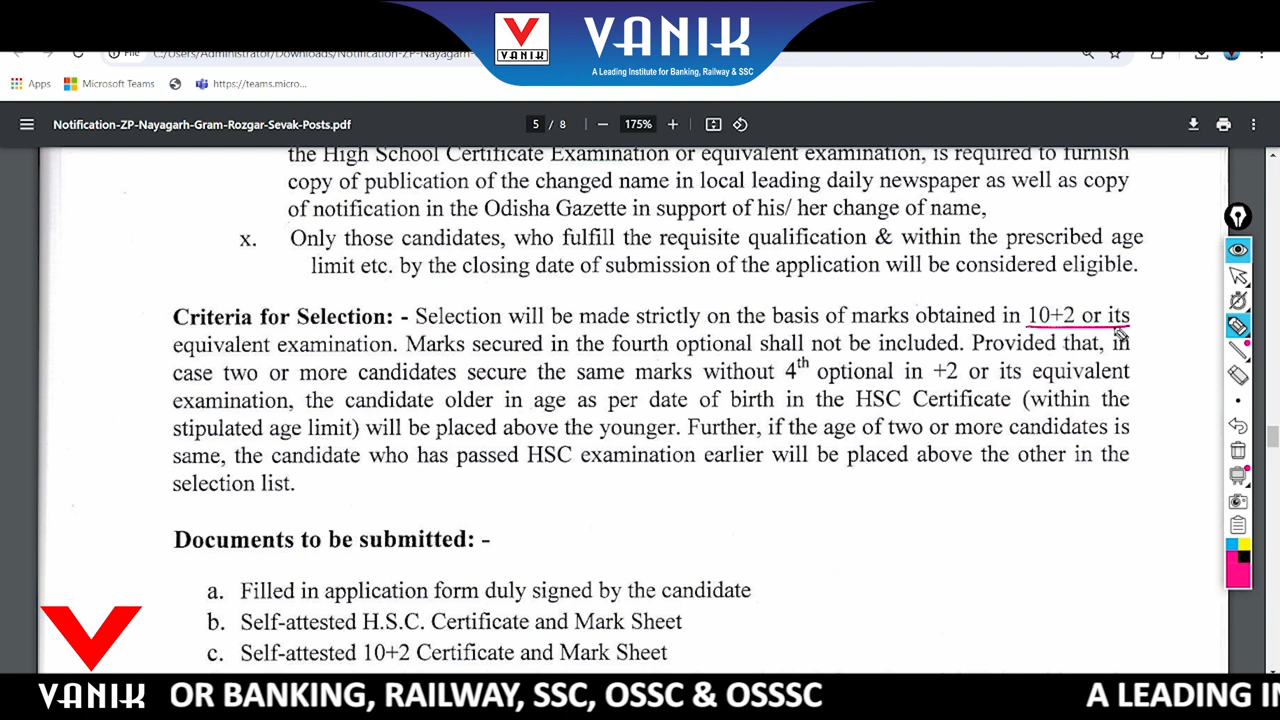 VANIK
VANIK
A Leading Institute for Banking, Railway & SSC
File
C:/Users/Administrator/Downloads/Notification-ZP-Nayagarh-
Apps
Microsoft Teams
https://teams.micro...
Notification-ZP-Nayagarh-Gram-Rozgar-Sevak-Posts.pdf
5 / 8
175%
the High School Certificate Examination or equivalent examination, is required to furnish
copy of publication of the changed name in local leading daily newspaper as well as copy
of notification in the Odisha Gazette in support of his/ her change of name,
x. Only those candidates, who fulfill the requisite qualification & within the prescribed age
limit etc. by the closing date of submission of the application will be considered eligible.
Criteria for Selection: - Selection will be made strictly on the basis of marks obtained in 10+2 or its
equivalent examination. Marks secured in the fourth optional shall not be included. Provided that, in
case two or more candidates secure the same marks without 4th optional in +2 or its equivalent
examination, the candidate older in age as per date of birth in the HSC Certificate (within the
stipulated age limit) will be placed above the younger. Further, if the age of two or more candidates is
same, the candidate who has passed HSC examination earlier will be placed above the other in the
selection list.
Documents to be submitted: -
a. Filled in application form duly signed by the candidate
b. Self-attested H.S.C. Certificate and Mark Sheet
c. Self-attested 10+2 Certificate and Mark Sheet
VANIK
OR BANKING, RAILWAY, SSC, OSSC & OSSSC
A LEADING IN